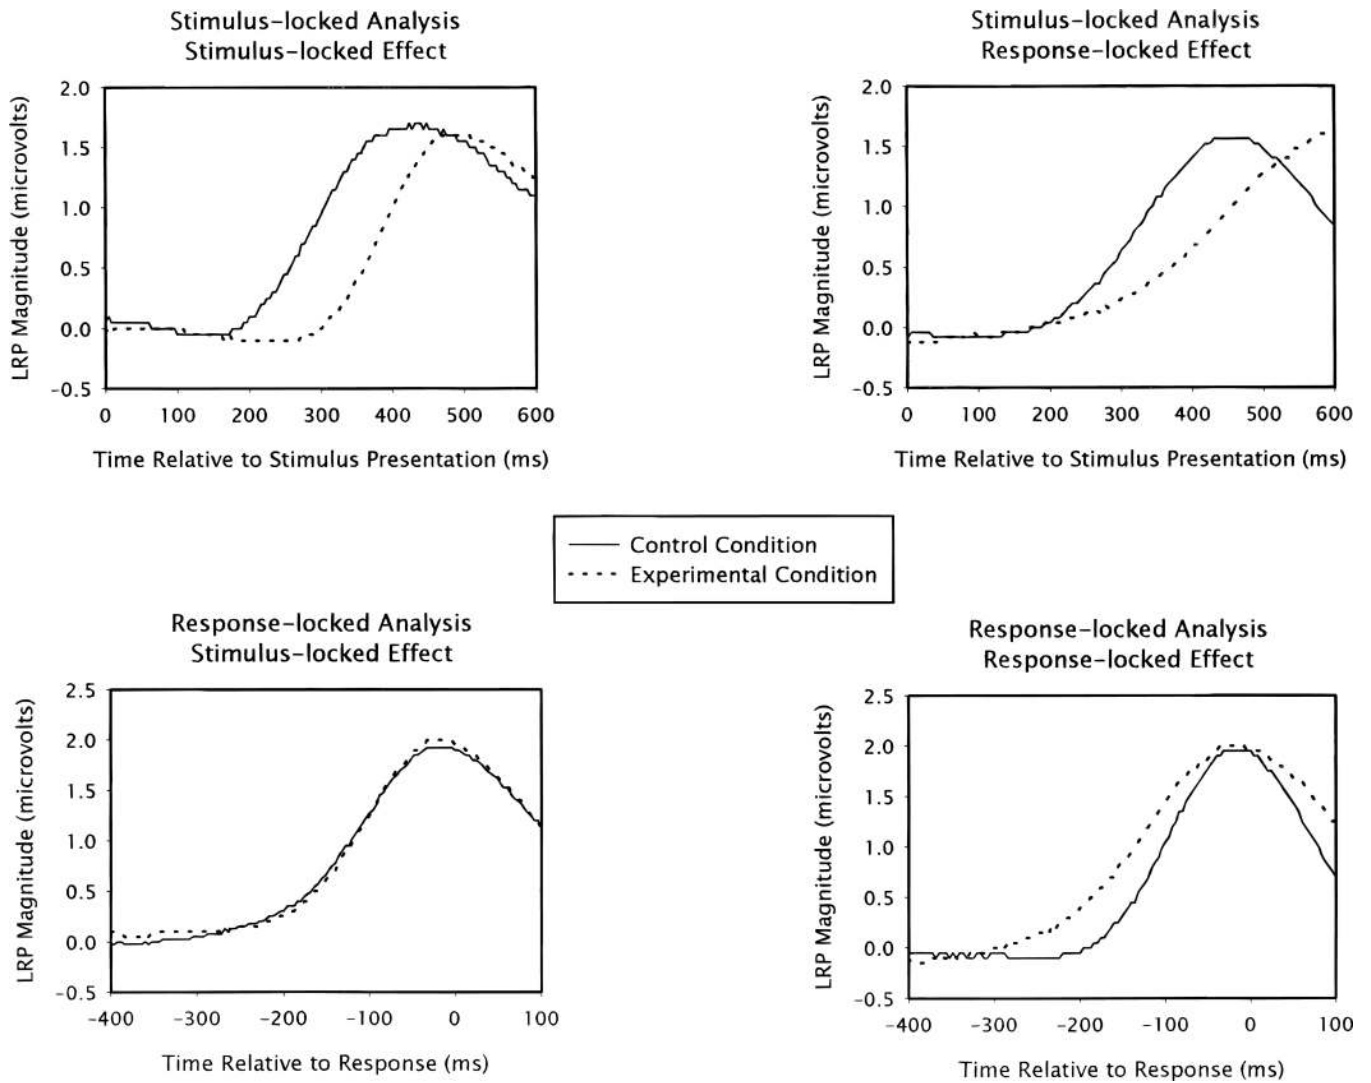 Stimulus-locked Analysis
Stimulus-locked Effect
LRP Magnitude (microvolts)
2.0
1.5
1.0
0.5
0.0
-0.5
0 100 200 300 400 500 600
Time Relative to Stimulus Presentation (ms)
Stimulus-locked Analysis
Response-locked Effect
LRP Magnitude (microvolts)
2.0
1.5
1.0
0.5
0.0
-0.5
0 100 200 300 400 500 600
Time Relative to Stimulus Presentation (ms)
Control Condition
Experimental Condition
Response-locked Analysis
Stimulus-locked Effect
LRP Magnitude (microvolts)
2.5
2.0
1.5
1.0
0.5
0.0
-0.5
-400 -300 -200 -100 0 100
Time Relative to Response (ms)
Response-locked Analysis
Response-locked Effect
LRP Magnitude (microvolts)
2.5
2.0
1.5
1.0
0.5
0.0
-0.5
-400 -300 -200 -100 0 100
Time Relative to Response (ms)